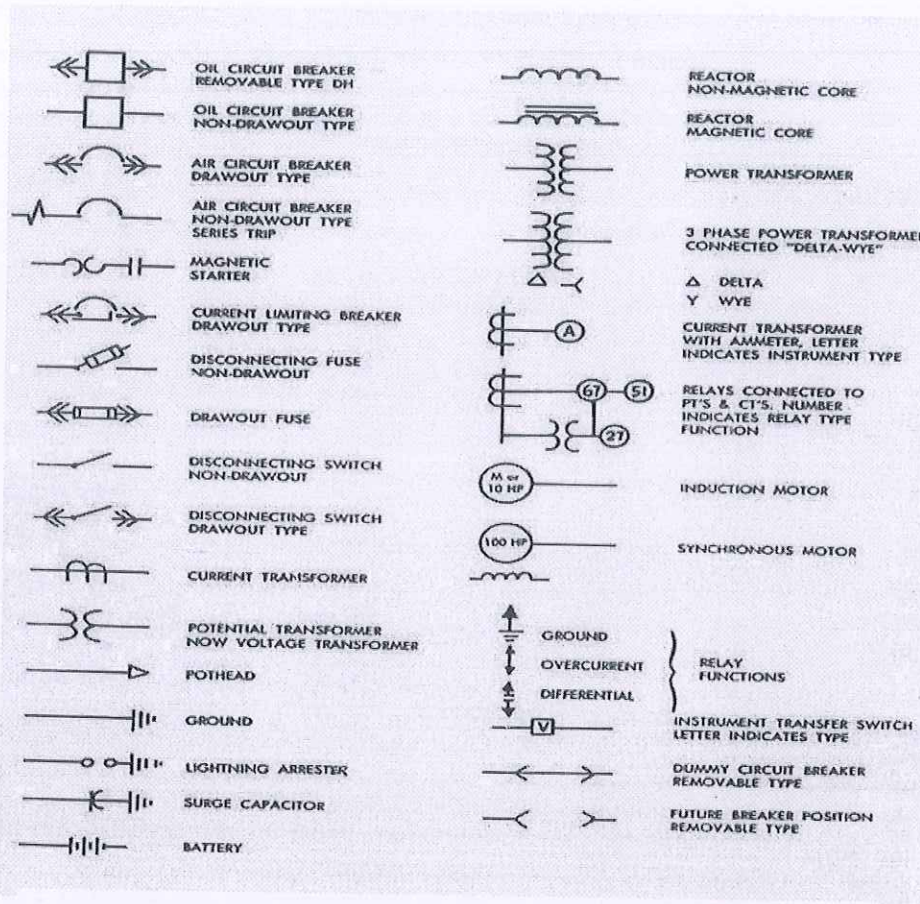 OIL CIRCUIT BREAKER
REMOVABLE TYPE DH
OIL CIRCUIT BREAKER
NON-DRAWOUT TYPE
AIR CIRCUIT BREAKER
DRAWOUT TYPE
AIR CIRCUIT BREAKER
NON-DRAWOUT TYPE
SERIES TRIP
MAGNETIC
STARTER
CURRENT LIMITING BREAKER
DRAWOUT TYPE
DISCONNECTING FUSE
NON-DRAWOUT
DRAWOUT FUSE
DISCONNECTING SWITCH
NON-DRAWOUT
DISCONNECTING SWITCH
DRAWOUT TYPE
CURRENT TRANSFORMER
POTENTIAL TRANSFORMER
NOW VOLTAGE TRANSFORMER
POTHEAD
GROUND
LIGHTNING ARRESTER
SURGE CAPACITOR
BATTERY
REACTOR
NON-MAGNETIC CORE
REACTOR
MAGNETIC CORE
POWER TRANSFORMER
3 PHASE POWER TRANSFORMER
CONNECTED "DELTA-WYE"
Δ DELTA
Y WYE
A
CURRENT TRANSFORMER
WITH AMMETER, LETTER
INDICATES INSTRUMENT TYPE
67 51
27
RELAYS CONNECTED TO
PT'S & CT'S. NUMBER
INDICATES RELAY TYPE
FUNCTION
M or
10 HP
INDUCTION MOTOR
100 HP
SYNCHRONOUS MOTOR
GROUND
OVERCURRENT
DIFFERENTIAL
RELAY
FUNCTIONS
V
INSTRUMENT TRANSFER SWITCH
LETTER INDICATES TYPE
DUMMY CIRCUIT BREAKER
REMOVABLE TYPE
FUTURE BREAKER POSITION
REMOVABLE TYPE